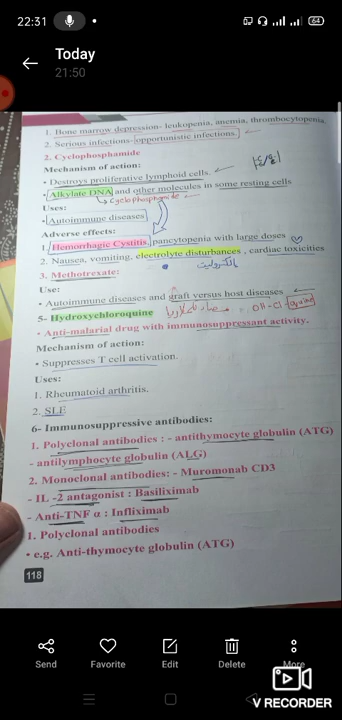 22:31
64
Today
21:50
1. Bone marrow depression- leukopenia, anemia, thrombocytopenia.
2. Serious infections- opportunistic infections.
2. Cyclophosphamide
Mechanism of action:
• Destroys proliferative lymphoid cells.
• Alkylate DNA and other molecules in some resting cells
cyclophosphamide
Uses:
• Autoimmune diseases
Adverse effects:
1. Hemorrhagic Cystitis, pancytopenia with large doses
2. Nausea, vomiting, electrolyte disturbances, cardiac toxicities
3. Methotrexate:
Use:
• Autoimmune diseases and graft versus host diseases
5- Hydroxychloroquine
• Anti-malarial drug with immunosuppressant activity.
Mechanism of action:
• Suppresses T cell activation.
Uses:
1. Rheumatoid arthritis.
2. SLE
6- Immunosuppressive antibodies:
1. Polyclonal antibodies : - antithymocyte globulin (ATG)
- antilymphocyte globulin (ALG)
2. Monoclonal antibodies: - Muromonab CD3
- IL -2 antagonist : Basiliximab
- Anti-TNF α : Infliximab
1. Polyclonal antibodies
• e.g. Anti-thymocyte globulin (ATG)
118
Send Favorite Edit Delete More
V RECORDER